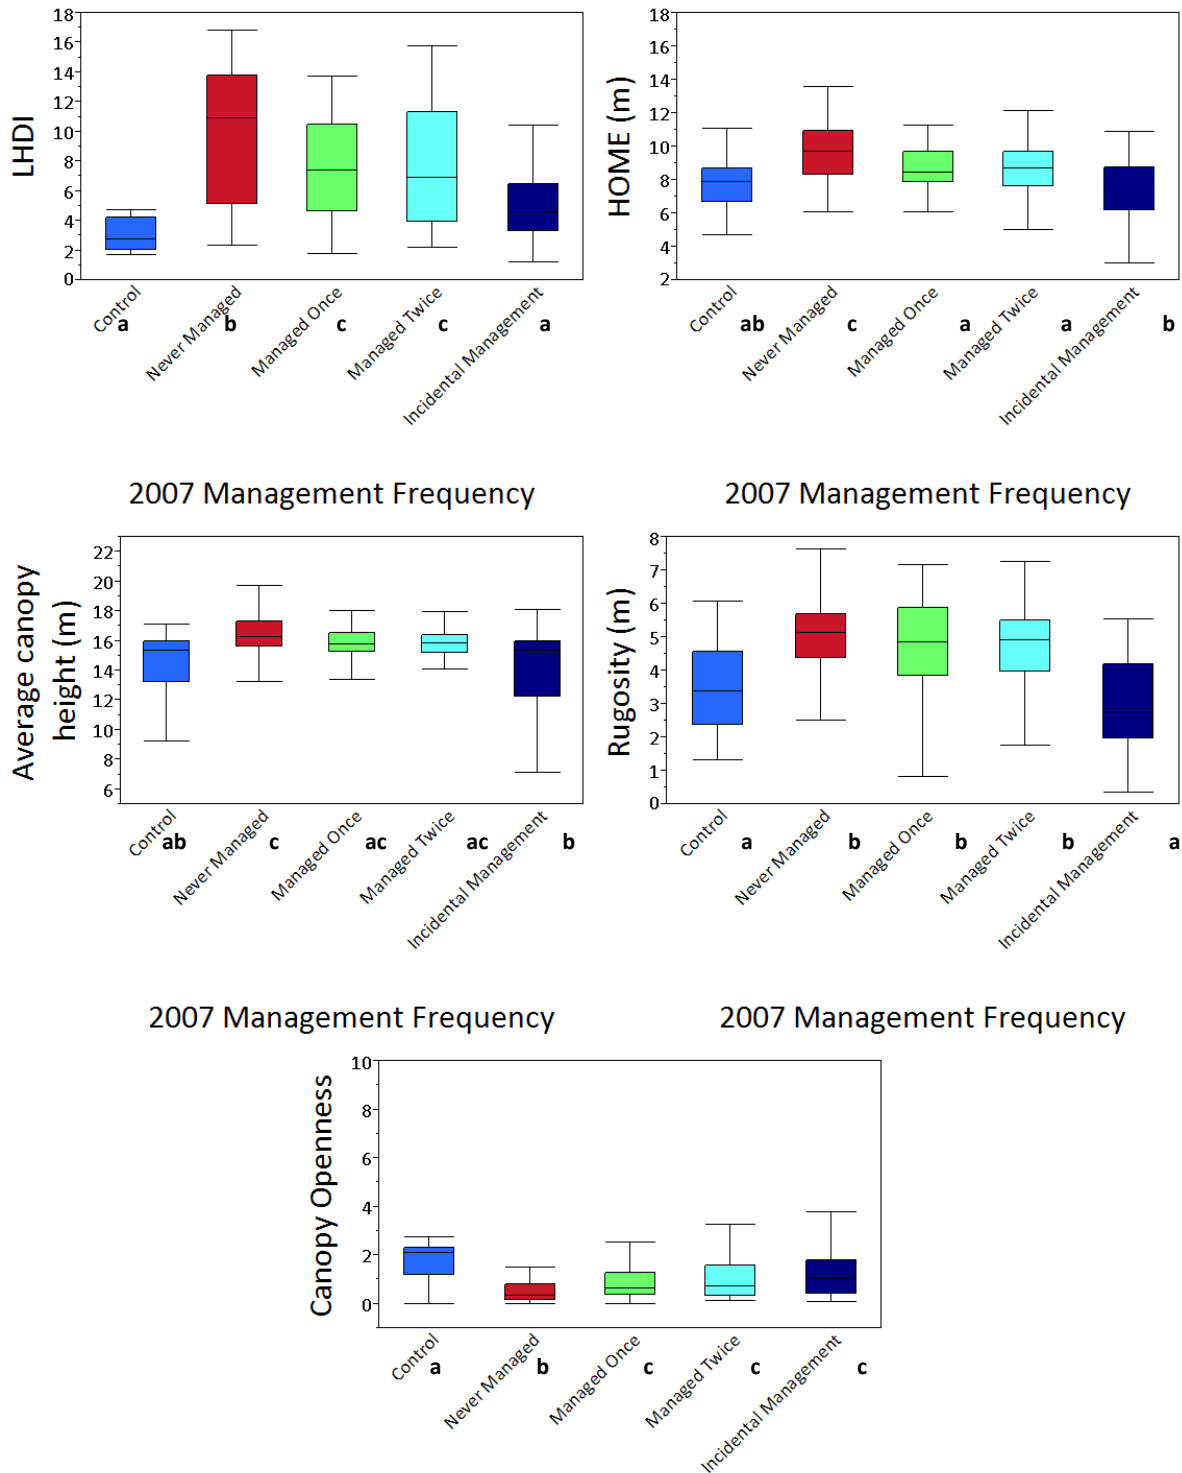 LHDI
18
16
14
12
10
8
6
4
2
0
Control
Never Managed
Managed Once
Managed Twice
Incidental Management
a b c c a
2007 Management Frequency
HOME (m)
18
16
14
12
10
8
6
4
2
Control
Never Managed
Managed Once
Managed Twice
Incidental Management
ab c a a b
2007 Management Frequency
Average canopy
height (m)
22
20
18
16
14
12
10
8
6
Control
Never Managed
Managed Once
Managed Twice
Incidental Management
ab c ac ac b
2007 Management Frequency
Rugosity (m)
8
7
6
5
4
3
2
1
0
Control
Never Managed
Managed Once
Managed Twice
Incidental Management
a b b b a
2007 Management Frequency
Canopy Openness
10
8
6
4
2
0
Control
Never Managed
Managed Once
Managed Twice
Incidental Management
a b c c c